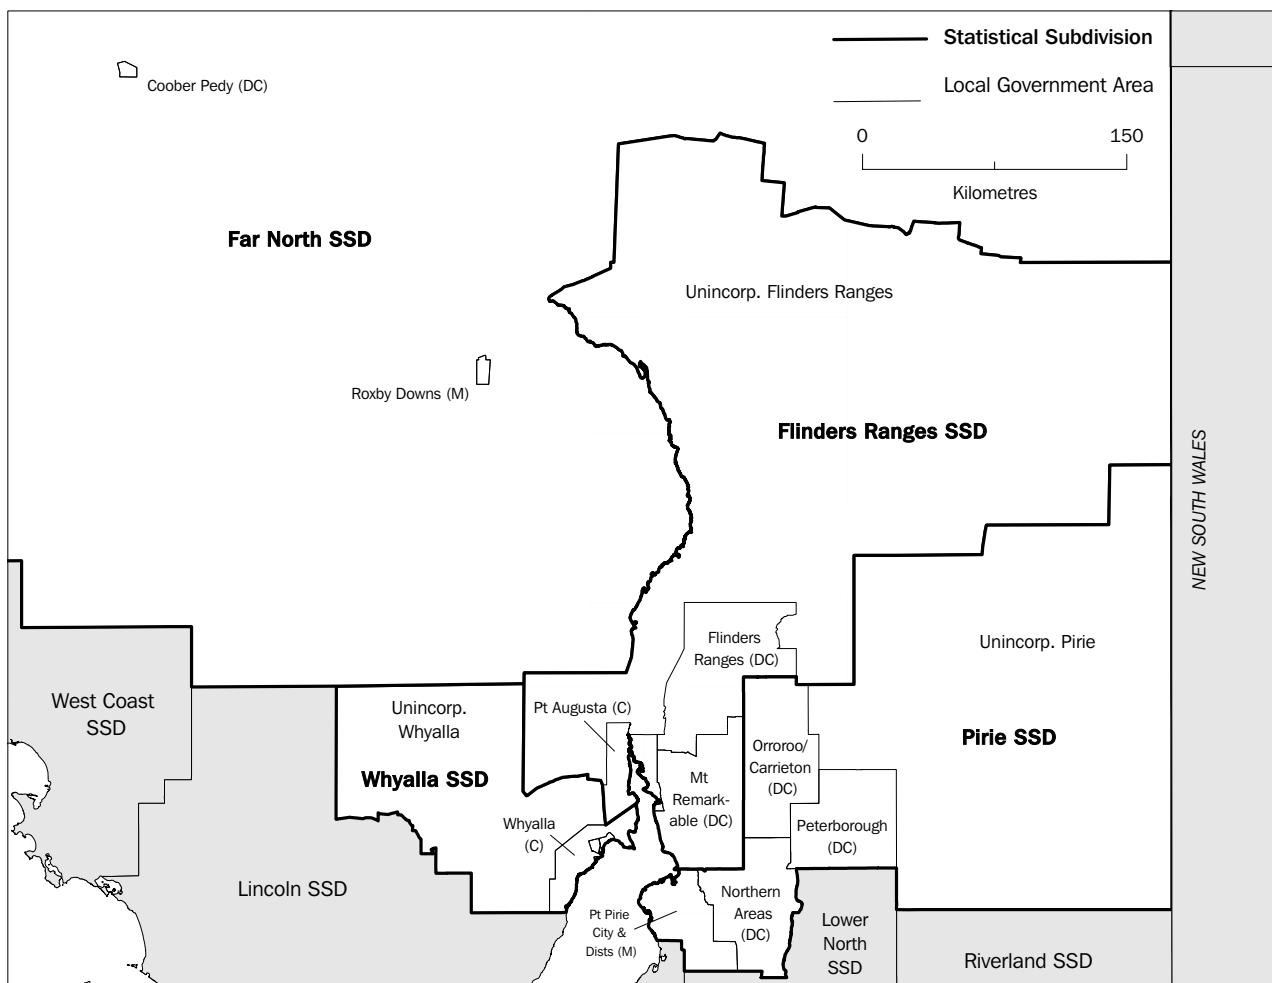 Statistical Subdivision
Coober Pedy (DC)
Local Government Area
0
150
Kilometres
Far North SSD
Unincorp. Flinders Ranges
Roxby Downs (M)
Flinders Ranges SSD
NEW SOUTH WALES
Flinders
Ranges (DC)
Unincorp. Pirie
West Coast
SSD
Unincorp.
Whyalla
Pt Augusta (C)
Whyalla SSD
Orroroo/
Carrieton
(DC)
Pirie SSD
Mt
Remark-
able (DC)
Whyalla
(C)
Peterborough
(DC)
Lincoln SSD
Northern
Areas
(DC)
Pt Pirie
City &
Dists (M)
Lower
North
SSD
Riverland SSD